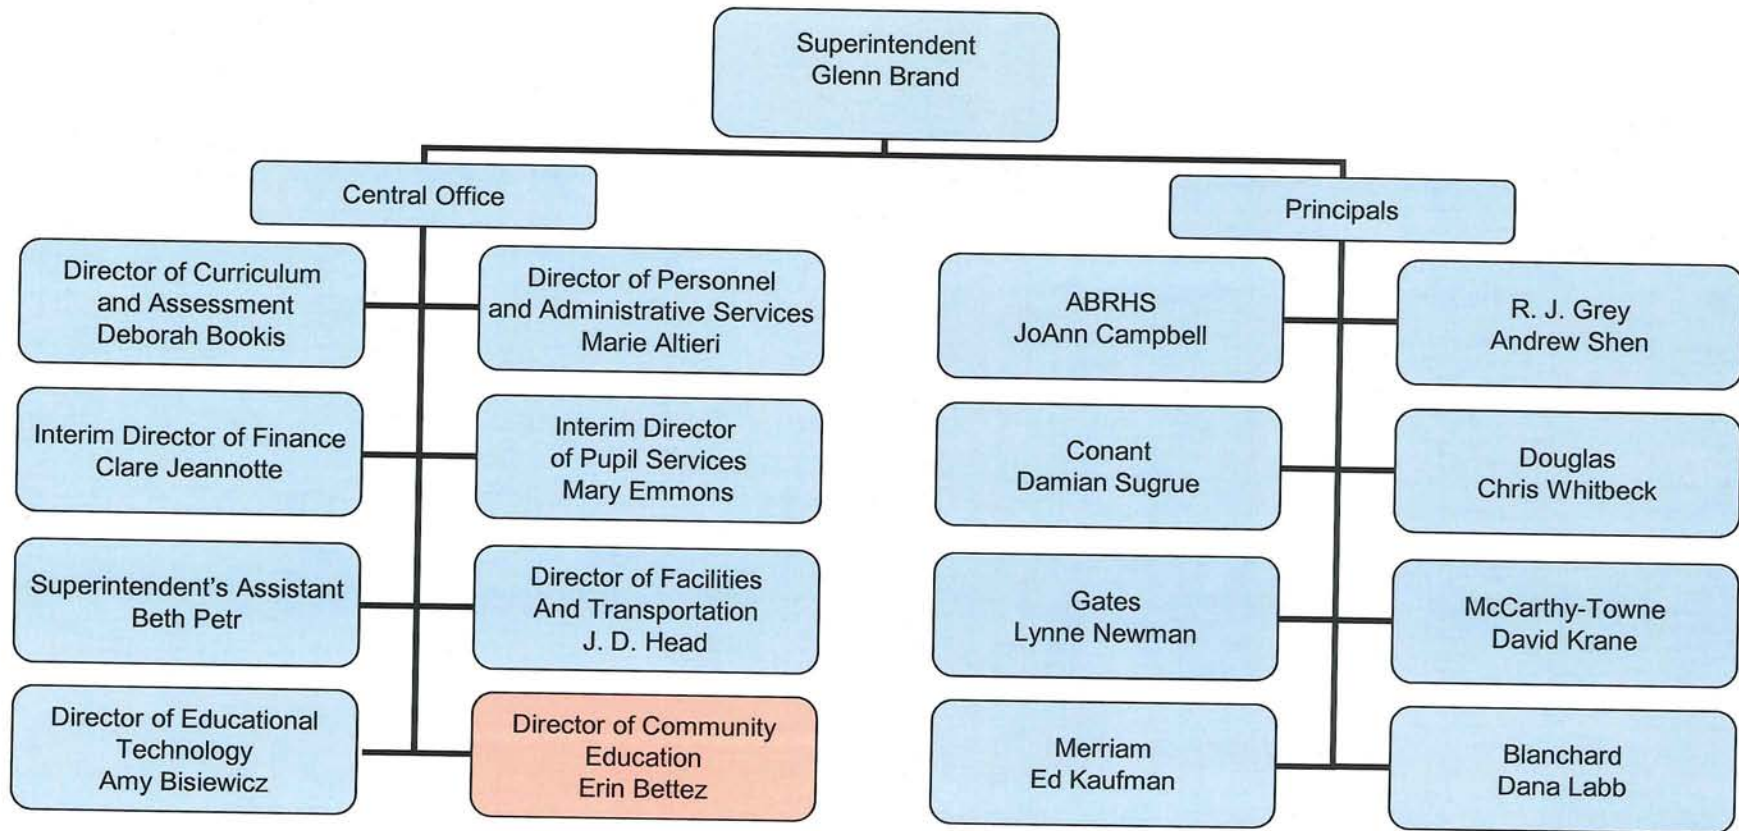 Superintendent
Glenn Brand
Central Office
Principals
Director of Curriculum
and Assessment
Deborah Bookis
Director of Personnel
and Administrative Services
Marie Altieri
ABRHS
JoAnn Campbell
R. J. Grey
Andrew Shen
Interim Director of Finance
Clare Jeannotte
Interim Director
of Pupil Services
Mary Emmons
Conant
Damian Sugrue
Douglas
Chris Whitbeck
Superintendent's Assistant
Beth Petr
Director of Facilities
And Transportation
J. D. Head
Gates
Lynne Newman
McCarthy-Towne
David Krane
Director of Educational
Technology
Amy Bisiewicz
Director of Community
Education
Erin Bettez
Merriam
Ed Kaufman
Blanchard
Dana Labb